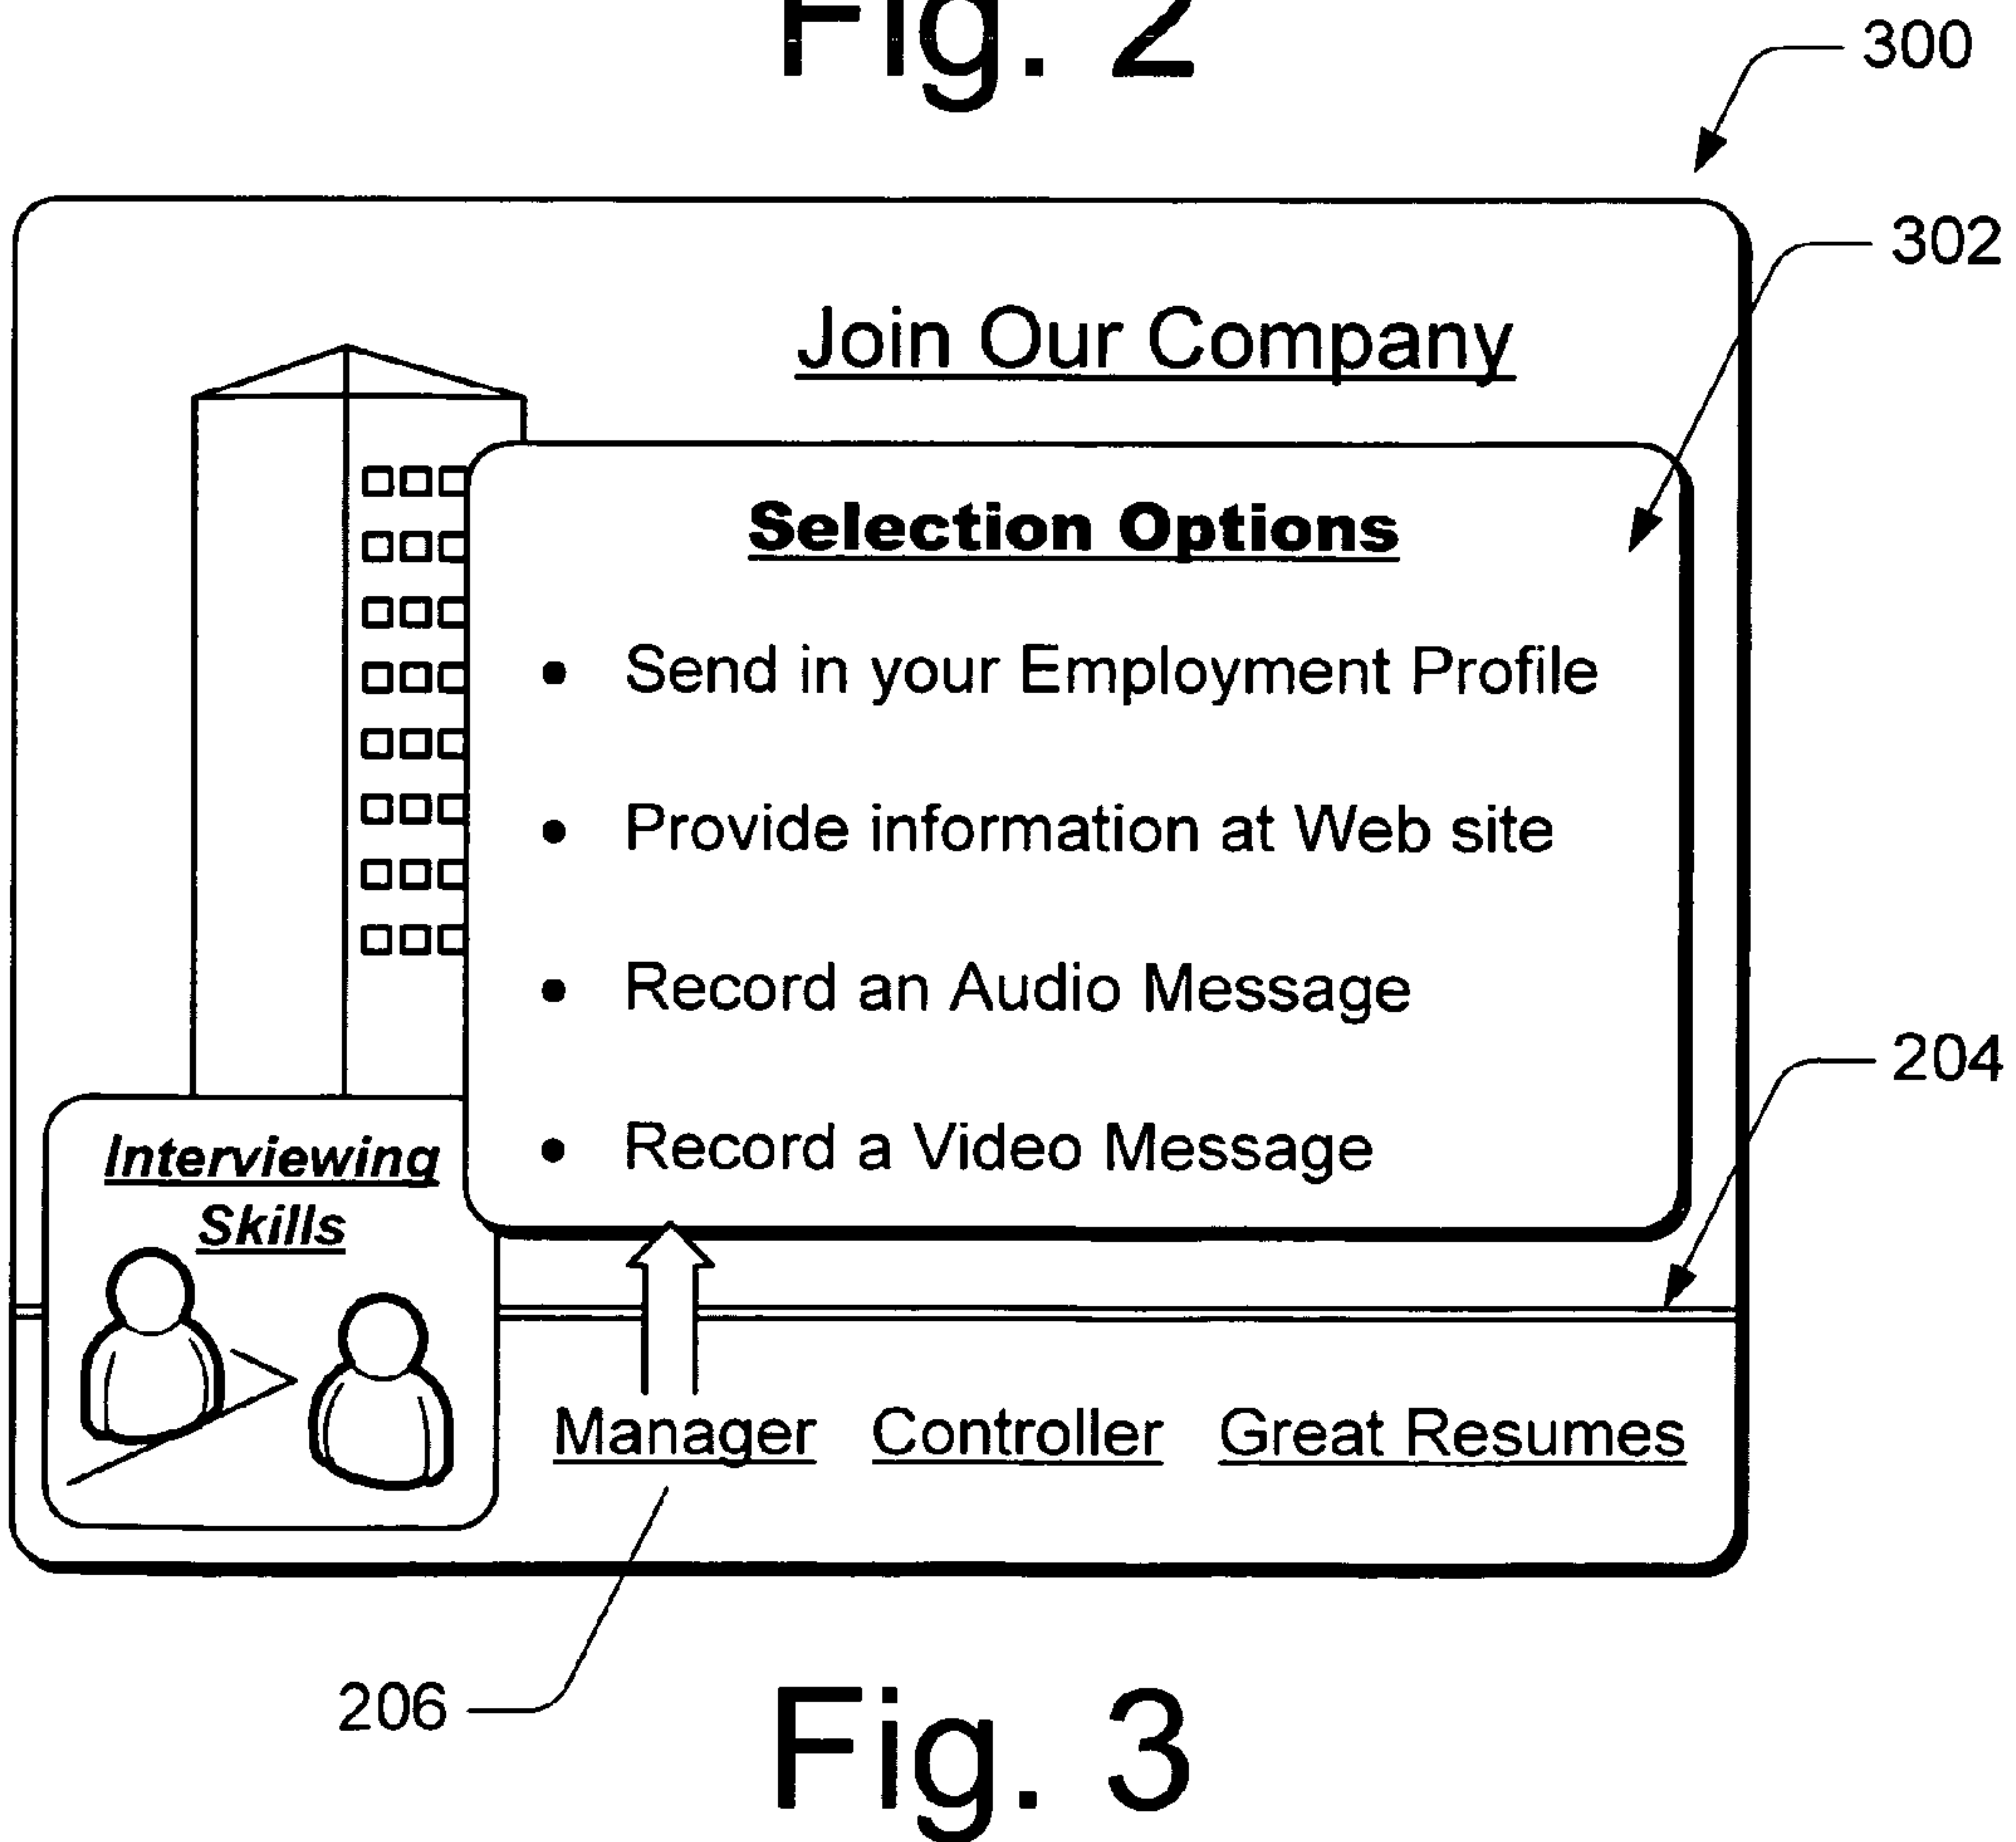 Fig. 2
300
302
Join Our Company
Selection Options
• Send in your Employment Profile
• Provide information at Web site
• Record an Audio Message
• Record a Video Message
204
Interviewing
Skills
Manager Controller Great Resumes
206
Fig. 3